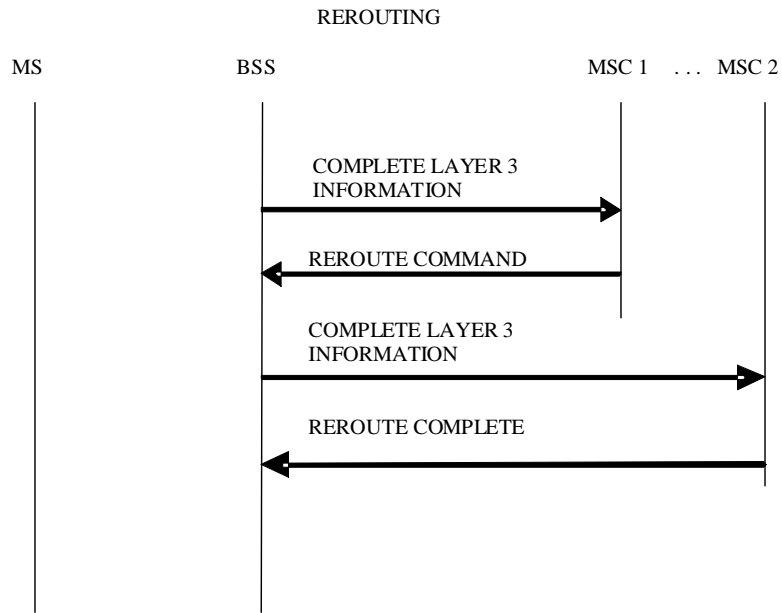 REROUTING
MS BSS MSC 1 . . . MSC 2
COMPLETE LAYER 3
INFORMATION
REROUTE COMMAND
COMPLETE LAYER 3
INFORMATION
REROUTE COMPLETE